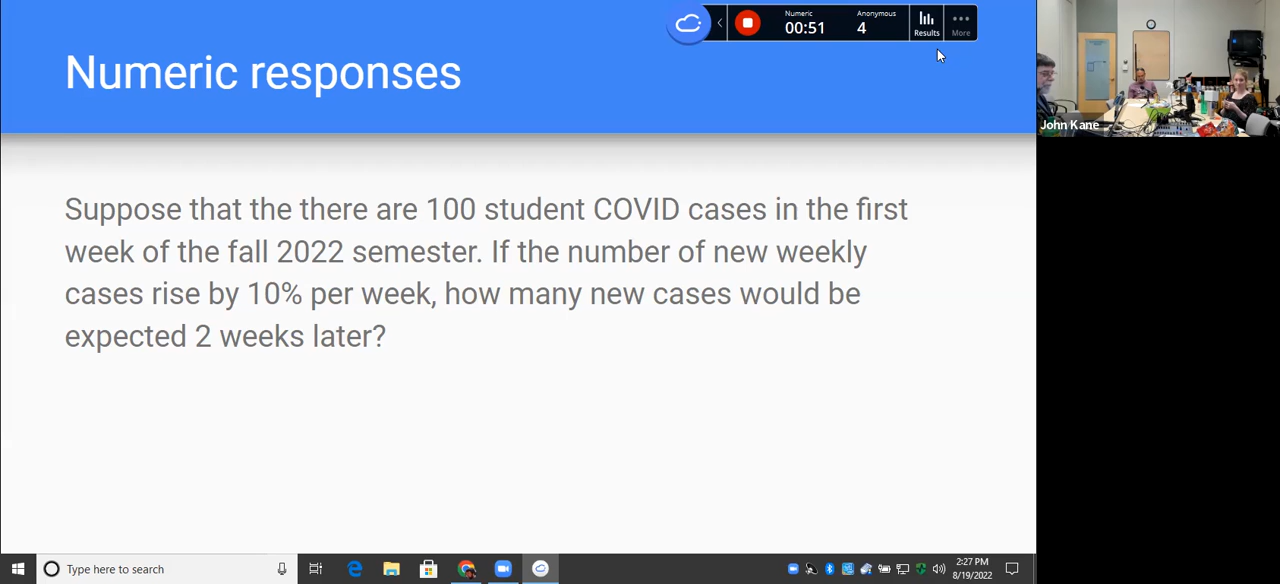 Numeric responses
Numeric
00:51
Anonymous
4
Results
More
John Kane
Suppose that the there are 100 student COVID cases in the first
week of the fall 2022 semester. If the number of new weekly
cases rise by 10% per week, how many new cases would be
expected 2 weeks later?
Type here to search
2:27 PM
8/19/2022